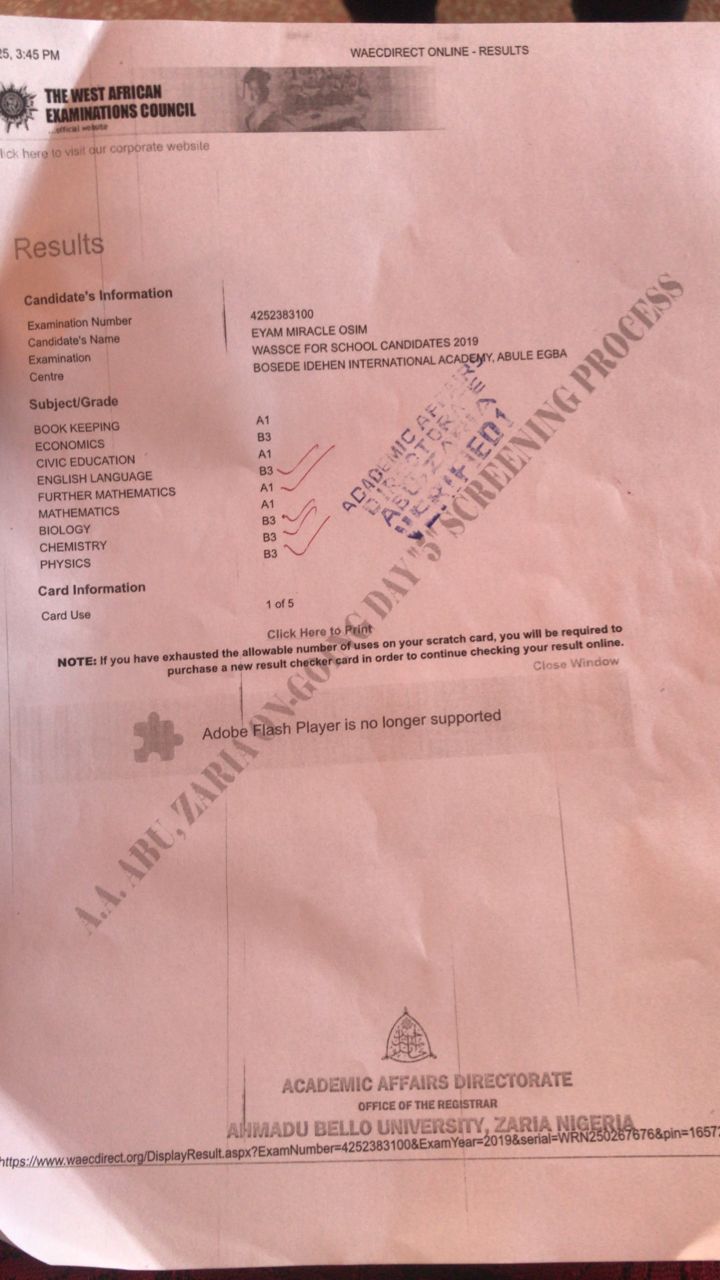 25, 3:45 PM WAECDIRECT ONLINE - RESULTS
THE WEST AFRICAN
EXAMINATIONS COUNCIL
...official website
lick here to visit our corporate website
Results
Candidate's Information
Examination Number 4252383100
Candidate's Name EYAM MIRACLE OSIM
Examination WASSCE FOR SCHOOL CANDIDATES 2019
Centre BOSEDE IDEHEN INTERNATIONAL ACADEMY, ABULE EGBA
Subject/Grade
BOOK KEEPING A1
ECONOMICS B3
CIVIC EDUCATION A1
ENGLISH LANGUAGE B3
FURTHER MATHEMATICS A1
MATHEMATICS A1
BIOLOGY B3
CHEMISTRY B3
PHYSICS B3
ACADEMIC AFFAIRS
DIRECTORATE
ABU ZARIA
VERIFIED1
Card Information
Card Use 1 of 5
Click Here to Print
NOTE: If you have exhausted the allowable number of uses on your scratch card, you will be required to
purchase a new result checker card in order to continue checking your result online.
Close Window
Adobe Flash Player is no longer supported
A.A. ABU, ZARIA ON-GOING DAY "5" SCREENING PROCESS
ACADEMIC AFFAIRS DIRECTORATE
OFFICE OF THE REGISTRAR
AHMADU BELLO UNIVERSITY, ZARIA NIGERIA
https://www.waecdirect.org/DisplayResult.aspx?ExamNumber=4252383100&ExamYear=2019&serial=WRN250267676&pin=16572